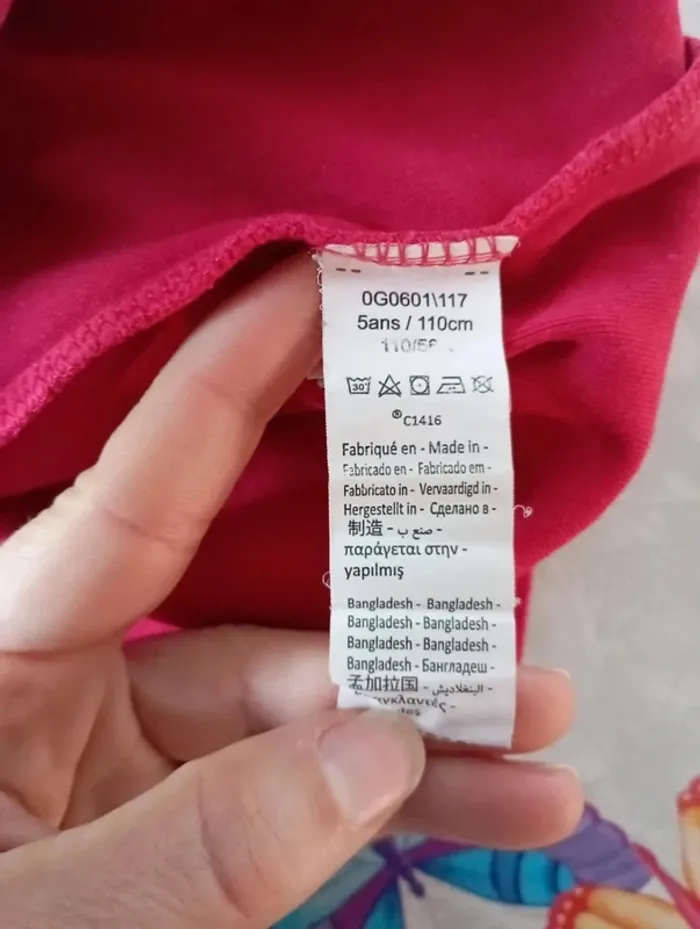 0G0601\117
5ans / 110cm
30°
®C1416
Fabriqué en - Made in -
Fabricado en - Fabricado em -
Fabbricato in - Vervaardigd in -
Hergestellt in - Сделано в -
制造 - صنع ب -
παράγεται στην -
yapılmış
Bangladesh - Bangladesh -
Bangladesh - Bangladesh -
Bangladesh - Bangladesh -
Bangladesh - Бангладеш -
孟加拉国 - البنغلاديش -